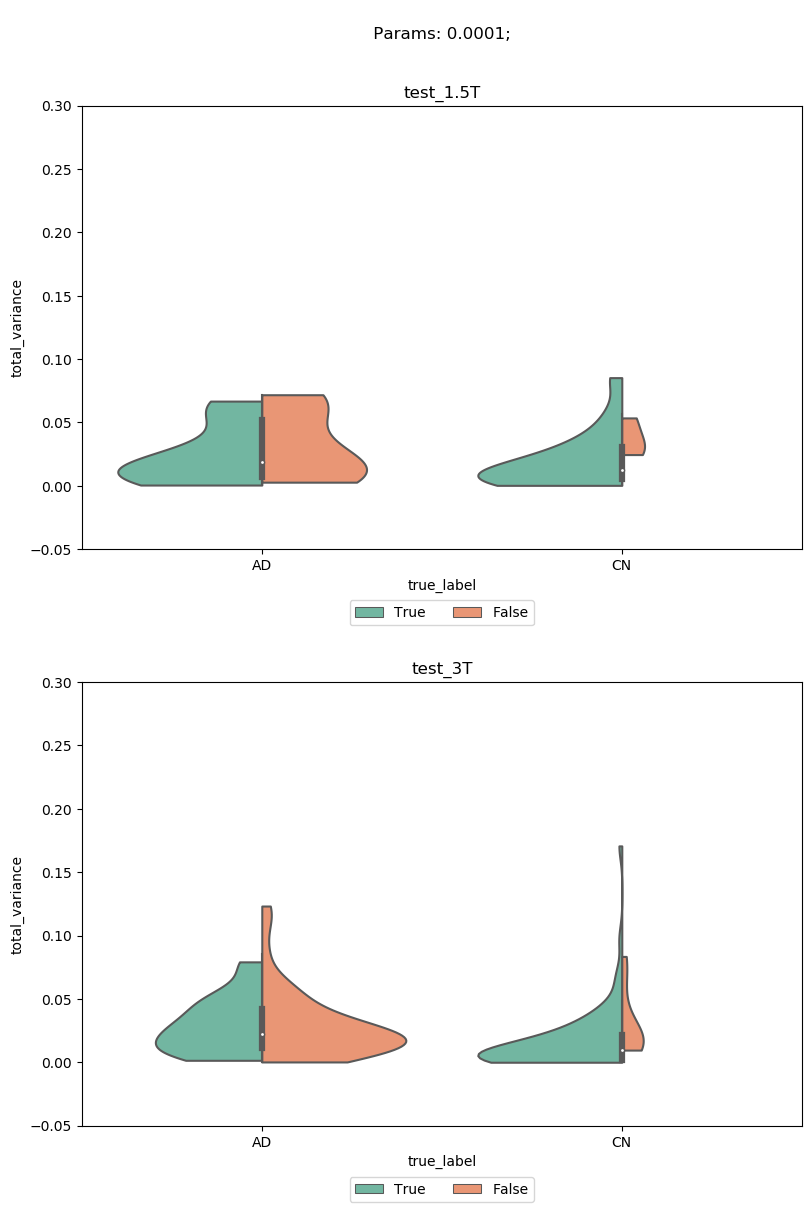 Params: 0.0001;
test_1.5T
0.30
0.25
0.20
0.15
0.10
0.05
0.00
−0.05
total_variance
AD CN
true_label
True False
test_3T
0.30
0.25
0.20
0.15
0.10
0.05
0.00
−0.05
total_variance
AD CN
true_label
True False